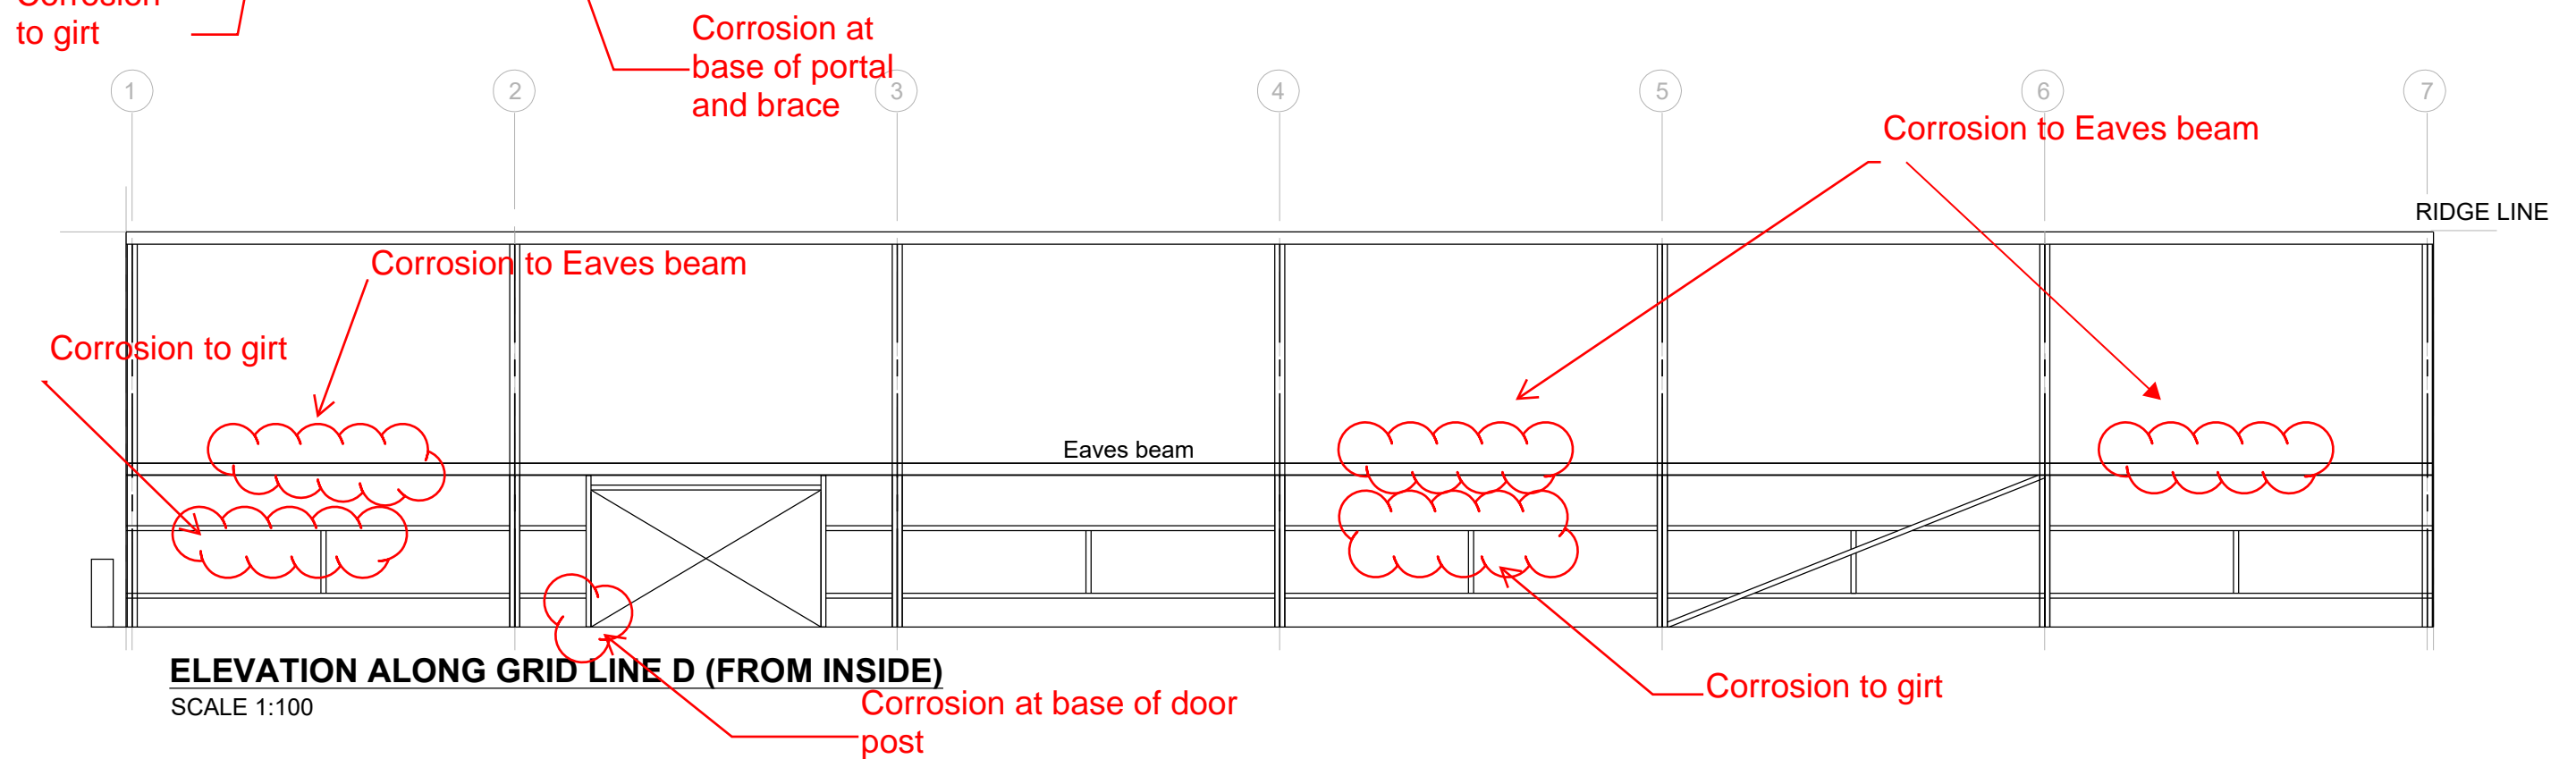 Corrosion
to girt
Corrosion at
base of portal
and brace
1
2
3
4
5
6
7
Corrosion to Eaves beam
RIDGE LINE
Corrosion to Eaves beam
Corrosion to girt
Eaves beam
ELEVATION ALONG GRID LINE D (FROM INSIDE)
SCALE 1:100
Corrosion at base of door
post
Corrosion to girt